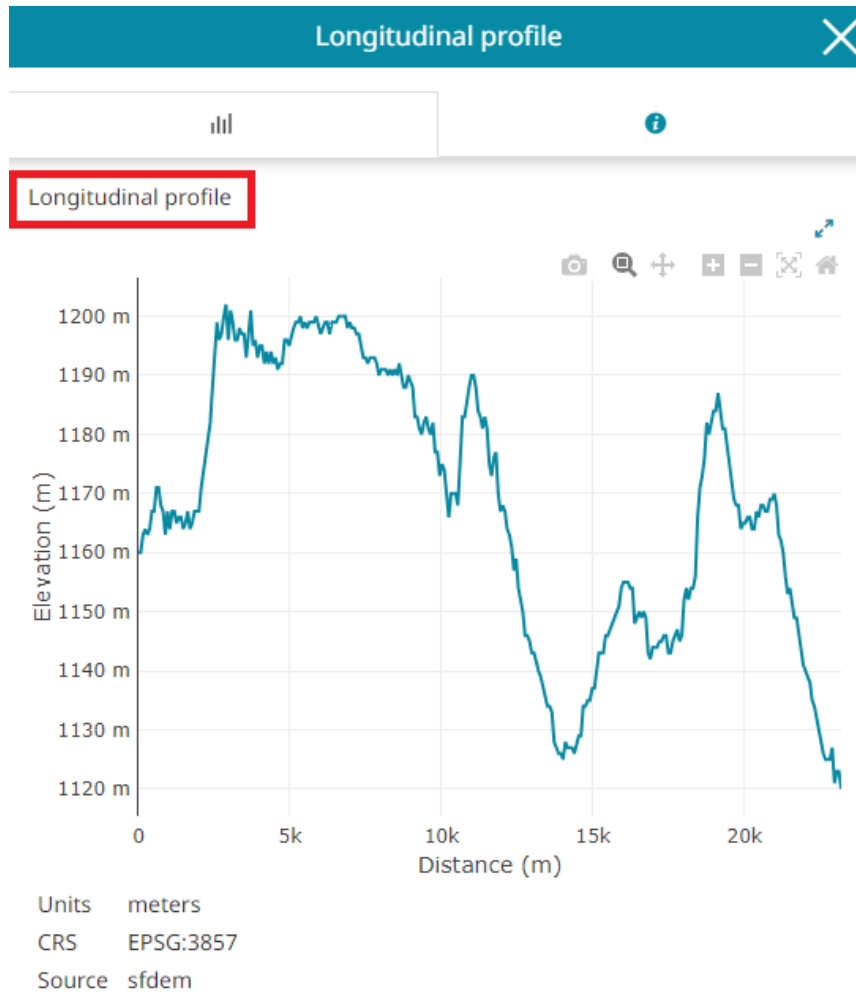 Longitudinal profile
Longitudinal profile
1200 m
1190 m
1180 m
1170 m
1160 m
1150 m
1140 m
1130 m
1120 m
Elevation (m)
0 5k 10k 15k 20k
Distance (m)
Units meters
CRS EPSG:3857
Source sfdem